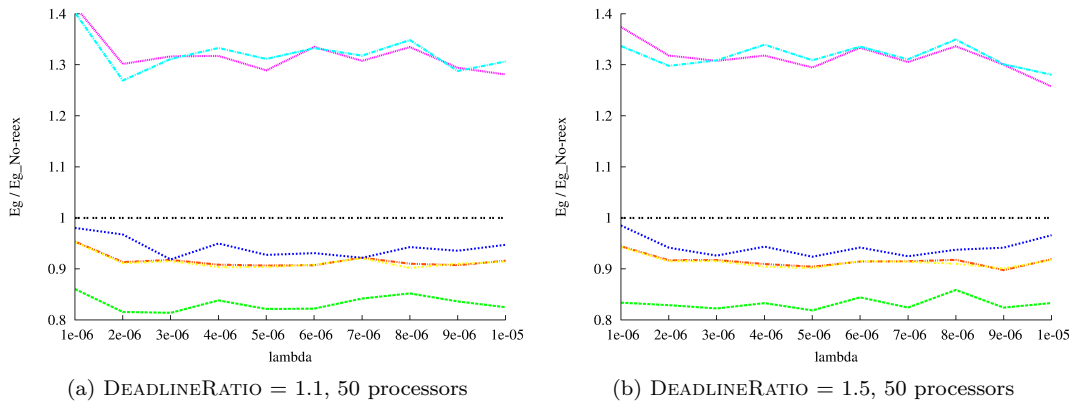 1.4
1.3
1.2
1.1
1
0.9
0.8
Eg / Eg_No-reex
1e-06 2e-06 3e-06 4e-06 5e-06 6e-06 7e-06 8e-06 9e-06 1e-05
lambda
(a) DEADLINERATIO = 1.1, 50 processors
1.4
1.3
1.2
1.1
1
0.9
0.8
Eg / Eg_No-reex
1e-06 2e-06 3e-06 4e-06 5e-06 6e-06 7e-06 8e-06 9e-06 1e-05
lambda
(b) DEADLINERATIO = 1.5, 50 processors